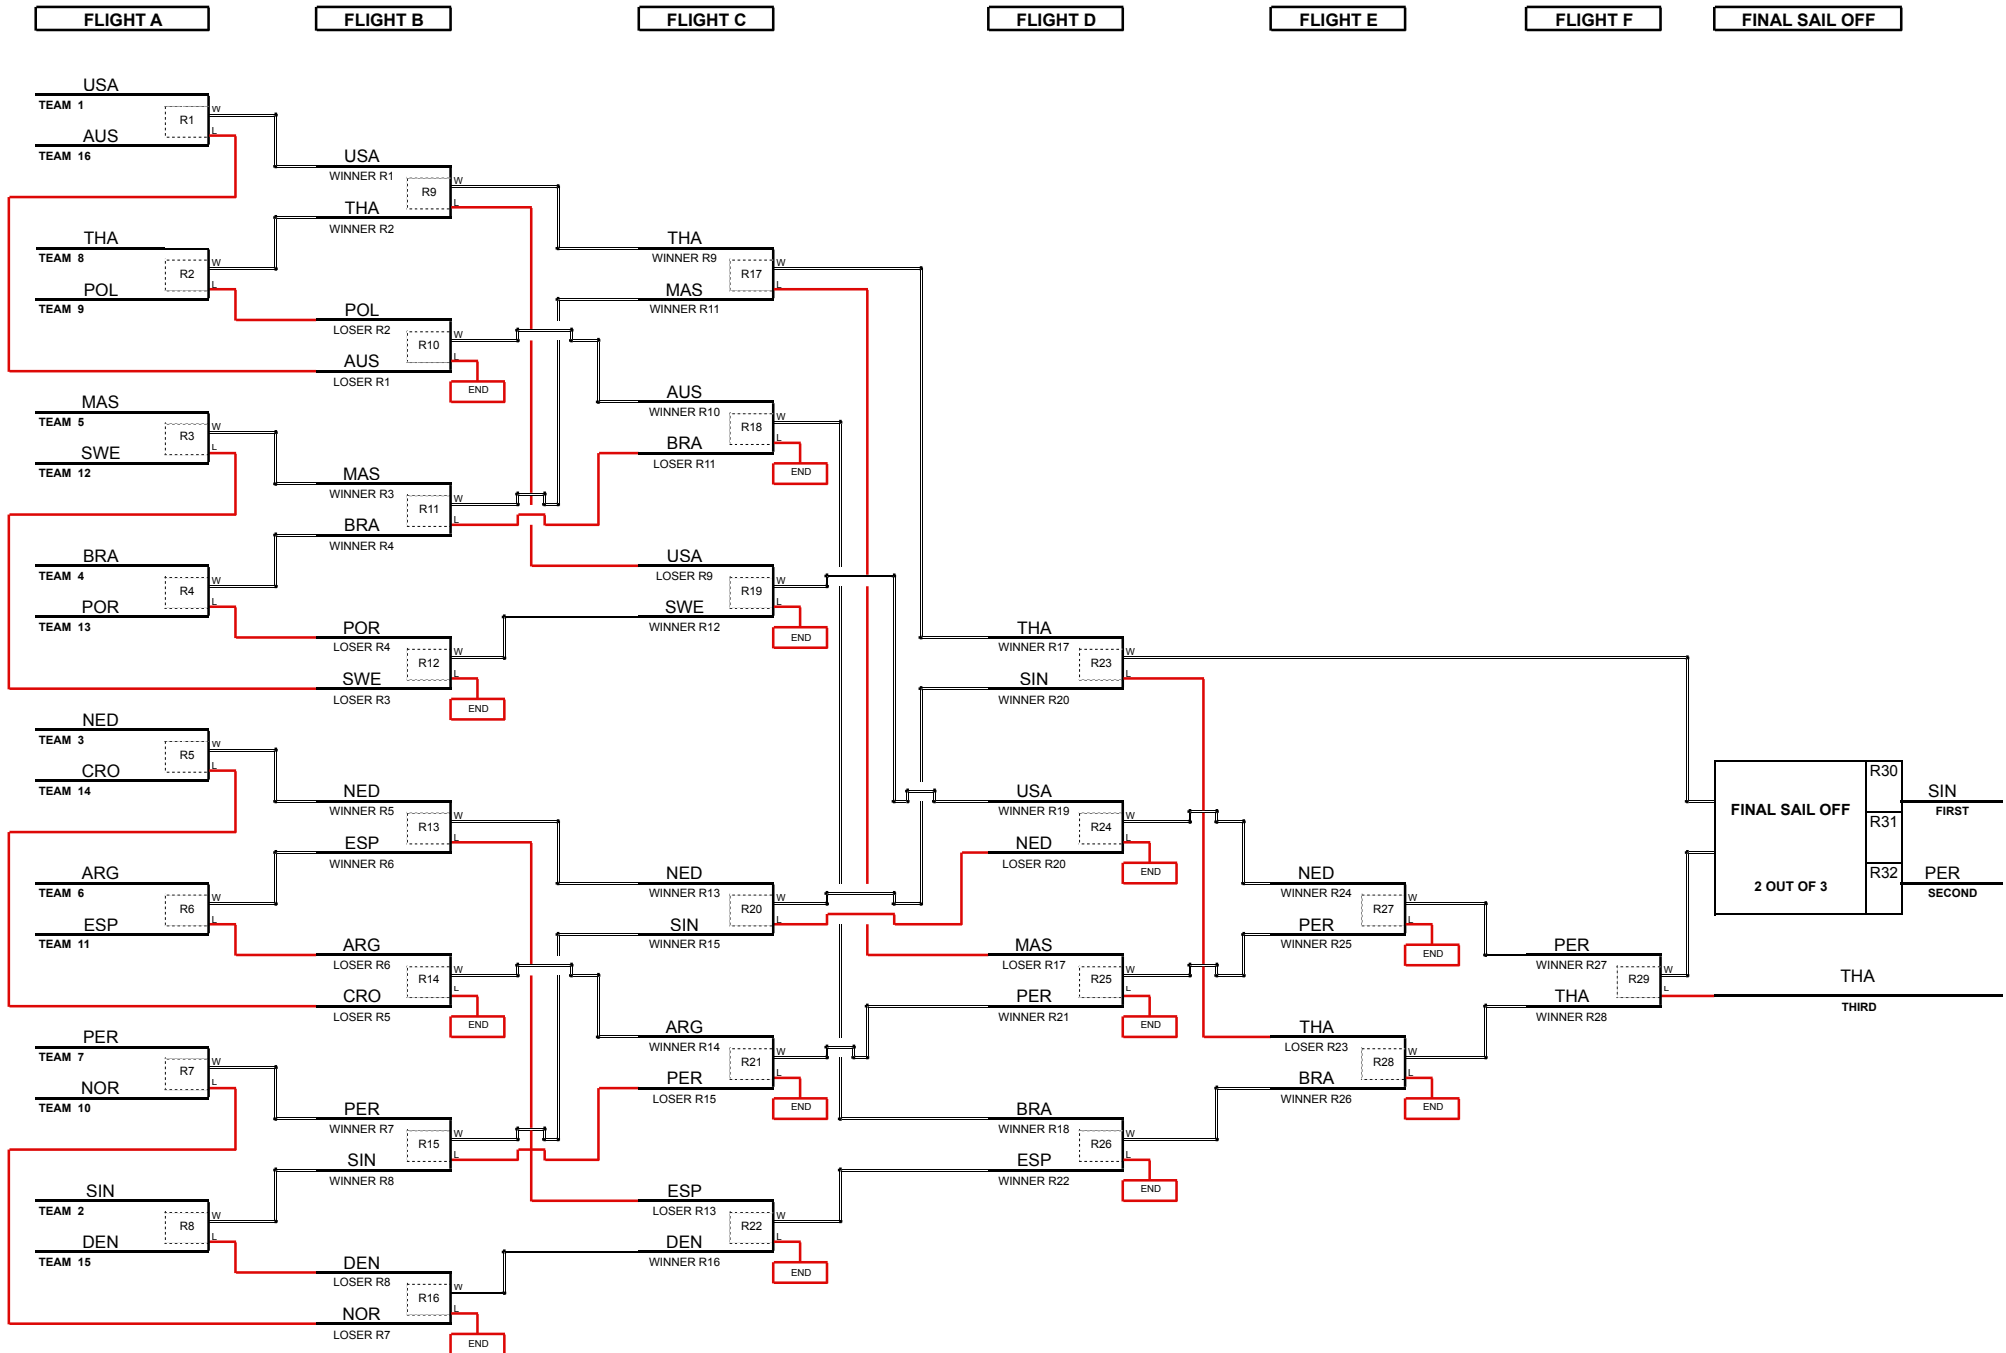 FLIGHT A
FLIGHT B
FLIGHT C
FLIGHT D
FLIGHT E
FLIGHT F
FINAL SAIL OFF
USA
TEAM 1
R1
W
L
AUS
TEAM 16
THA
TEAM 8
R2
W
L
POL
TEAM 9
MAS
TEAM 5
R3
W
L
SWE
TEAM 12
BRA
TEAM 4
R4
W
L
POR
TEAM 13
NED
TEAM 3
R5
W
L
CRO
TEAM 14
ARG
TEAM 6
R6
W
L
ESP
TEAM 11
PER
TEAM 7
R7
W
L
NOR
TEAM 10
SIN
TEAM 2
R8
W
L
DEN
TEAM 15
USA
WINNER R1
R9
W
L
THA
WINNER R2
POL
LOSER R2
R10
W
L
AUS
LOSER R1
END
MAS
WINNER R3
R11
W
L
BRA
WINNER R4
POR
LOSER R4
R12
W
L
SWE
LOSER R3
END
NED
WINNER R5
R13
W
L
ESP
WINNER R6
ARG
LOSER R6
R14
W
L
CRO
LOSER R5
END
PER
WINNER R7
R15
W
L
SIN
WINNER R8
DEN
LOSER R8
R16
W
L
NOR
LOSER R7
END
THA
WINNER R9
R17
W
L
MAS
WINNER R11
AUS
WINNER R10
R18
W
L
BRA
LOSER R11
END
USA
LOSER R9
R19
W
L
SWE
WINNER R12
END
NED
WINNER R13
R20
W
L
SIN
WINNER R15
ARG
WINNER R14
R21
W
L
PER
LOSER R15
END
ESP
LOSER R13
R22
W
L
DEN
WINNER R16
END
THA
WINNER R17
R23
W
L
SIN
WINNER R20
USA
WINNER R19
R24
W
L
NED
LOSER R20
END
MAS
LOSER R17
R25
W
L
PER
WINNER R21
END
BRA
WINNER R18
R26
W
L
ESP
WINNER R22
END
NED
WINNER R24
R27
W
L
PER
WINNER R25
END
THA
LOSER R23
R28
W
L
BRA
WINNER R26
END
PER
WINNER R27
R29
W
L
THA
WINNER R28
FINAL SAIL OFF
2 OUT OF 3
R30
R31
R32
SIN
FIRST
PER
SECOND
THA
THIRD